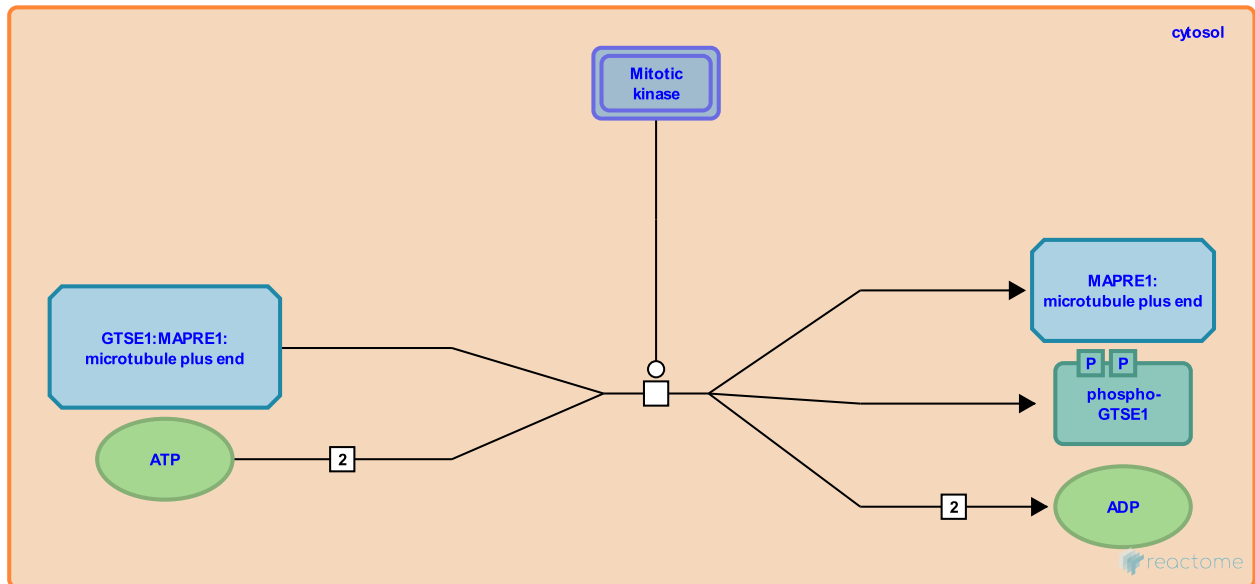 cytosol
Mitotic
kinase
GTSE1:MAPRE1:
microtubule plus end
ATP
2
MAPRE1:
microtubule plus end
P P
phospho-
GTSE1
2
ADP
reactome